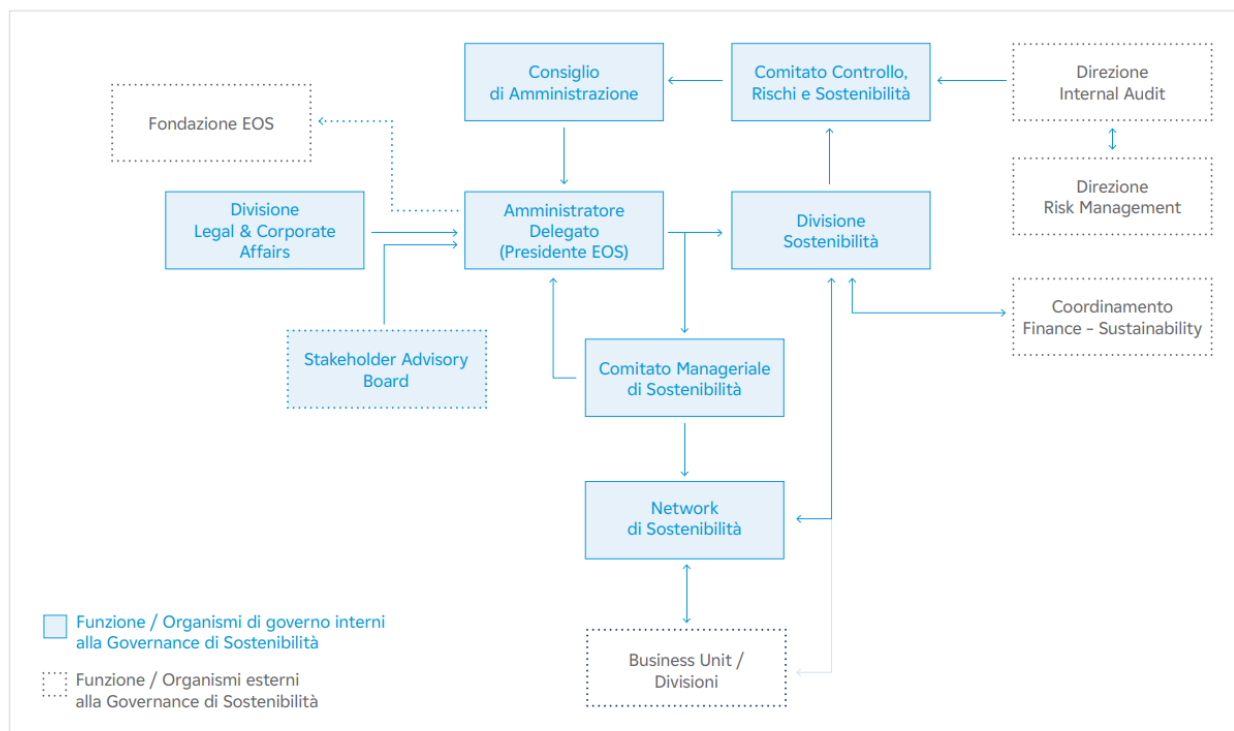 Consiglio
di Amministrazione
Comitato Controllo,
Rischi e Sostenibilità
Direzione
Internal Audit
Fondazione EOS
Divisione
Legal & Corporate
Affairs
Amministratore
Delegato
(Presidente EOS)
Divisione
Sostenibilità
Direzione
Risk Management
Coordinamento
Finance - Sustainability
Stakeholder Advisory
Board
Comitato Manageriale
di Sostenibilità
Network
di Sostenibilità
Business Unit /
Divisioni
Funzione / Organismi di governo interni
alla Governance di Sostenibilità
Funzione / Organismi esterni
alla Governance di Sostenibilità